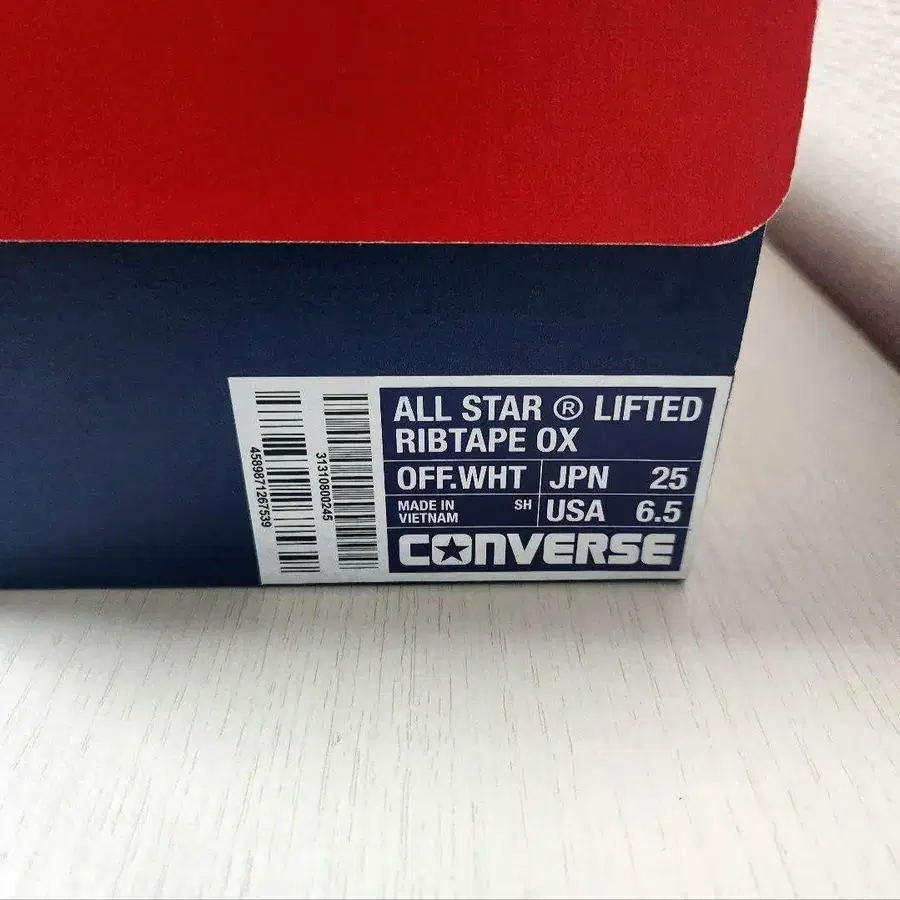 ALL STAR ® LIFTED
RIBTAPE OX
OFF.WHT JPN 25
MADE IN
VIETNAM
SH
USA 6.5
CONVERSE
4589871267539
31310800245